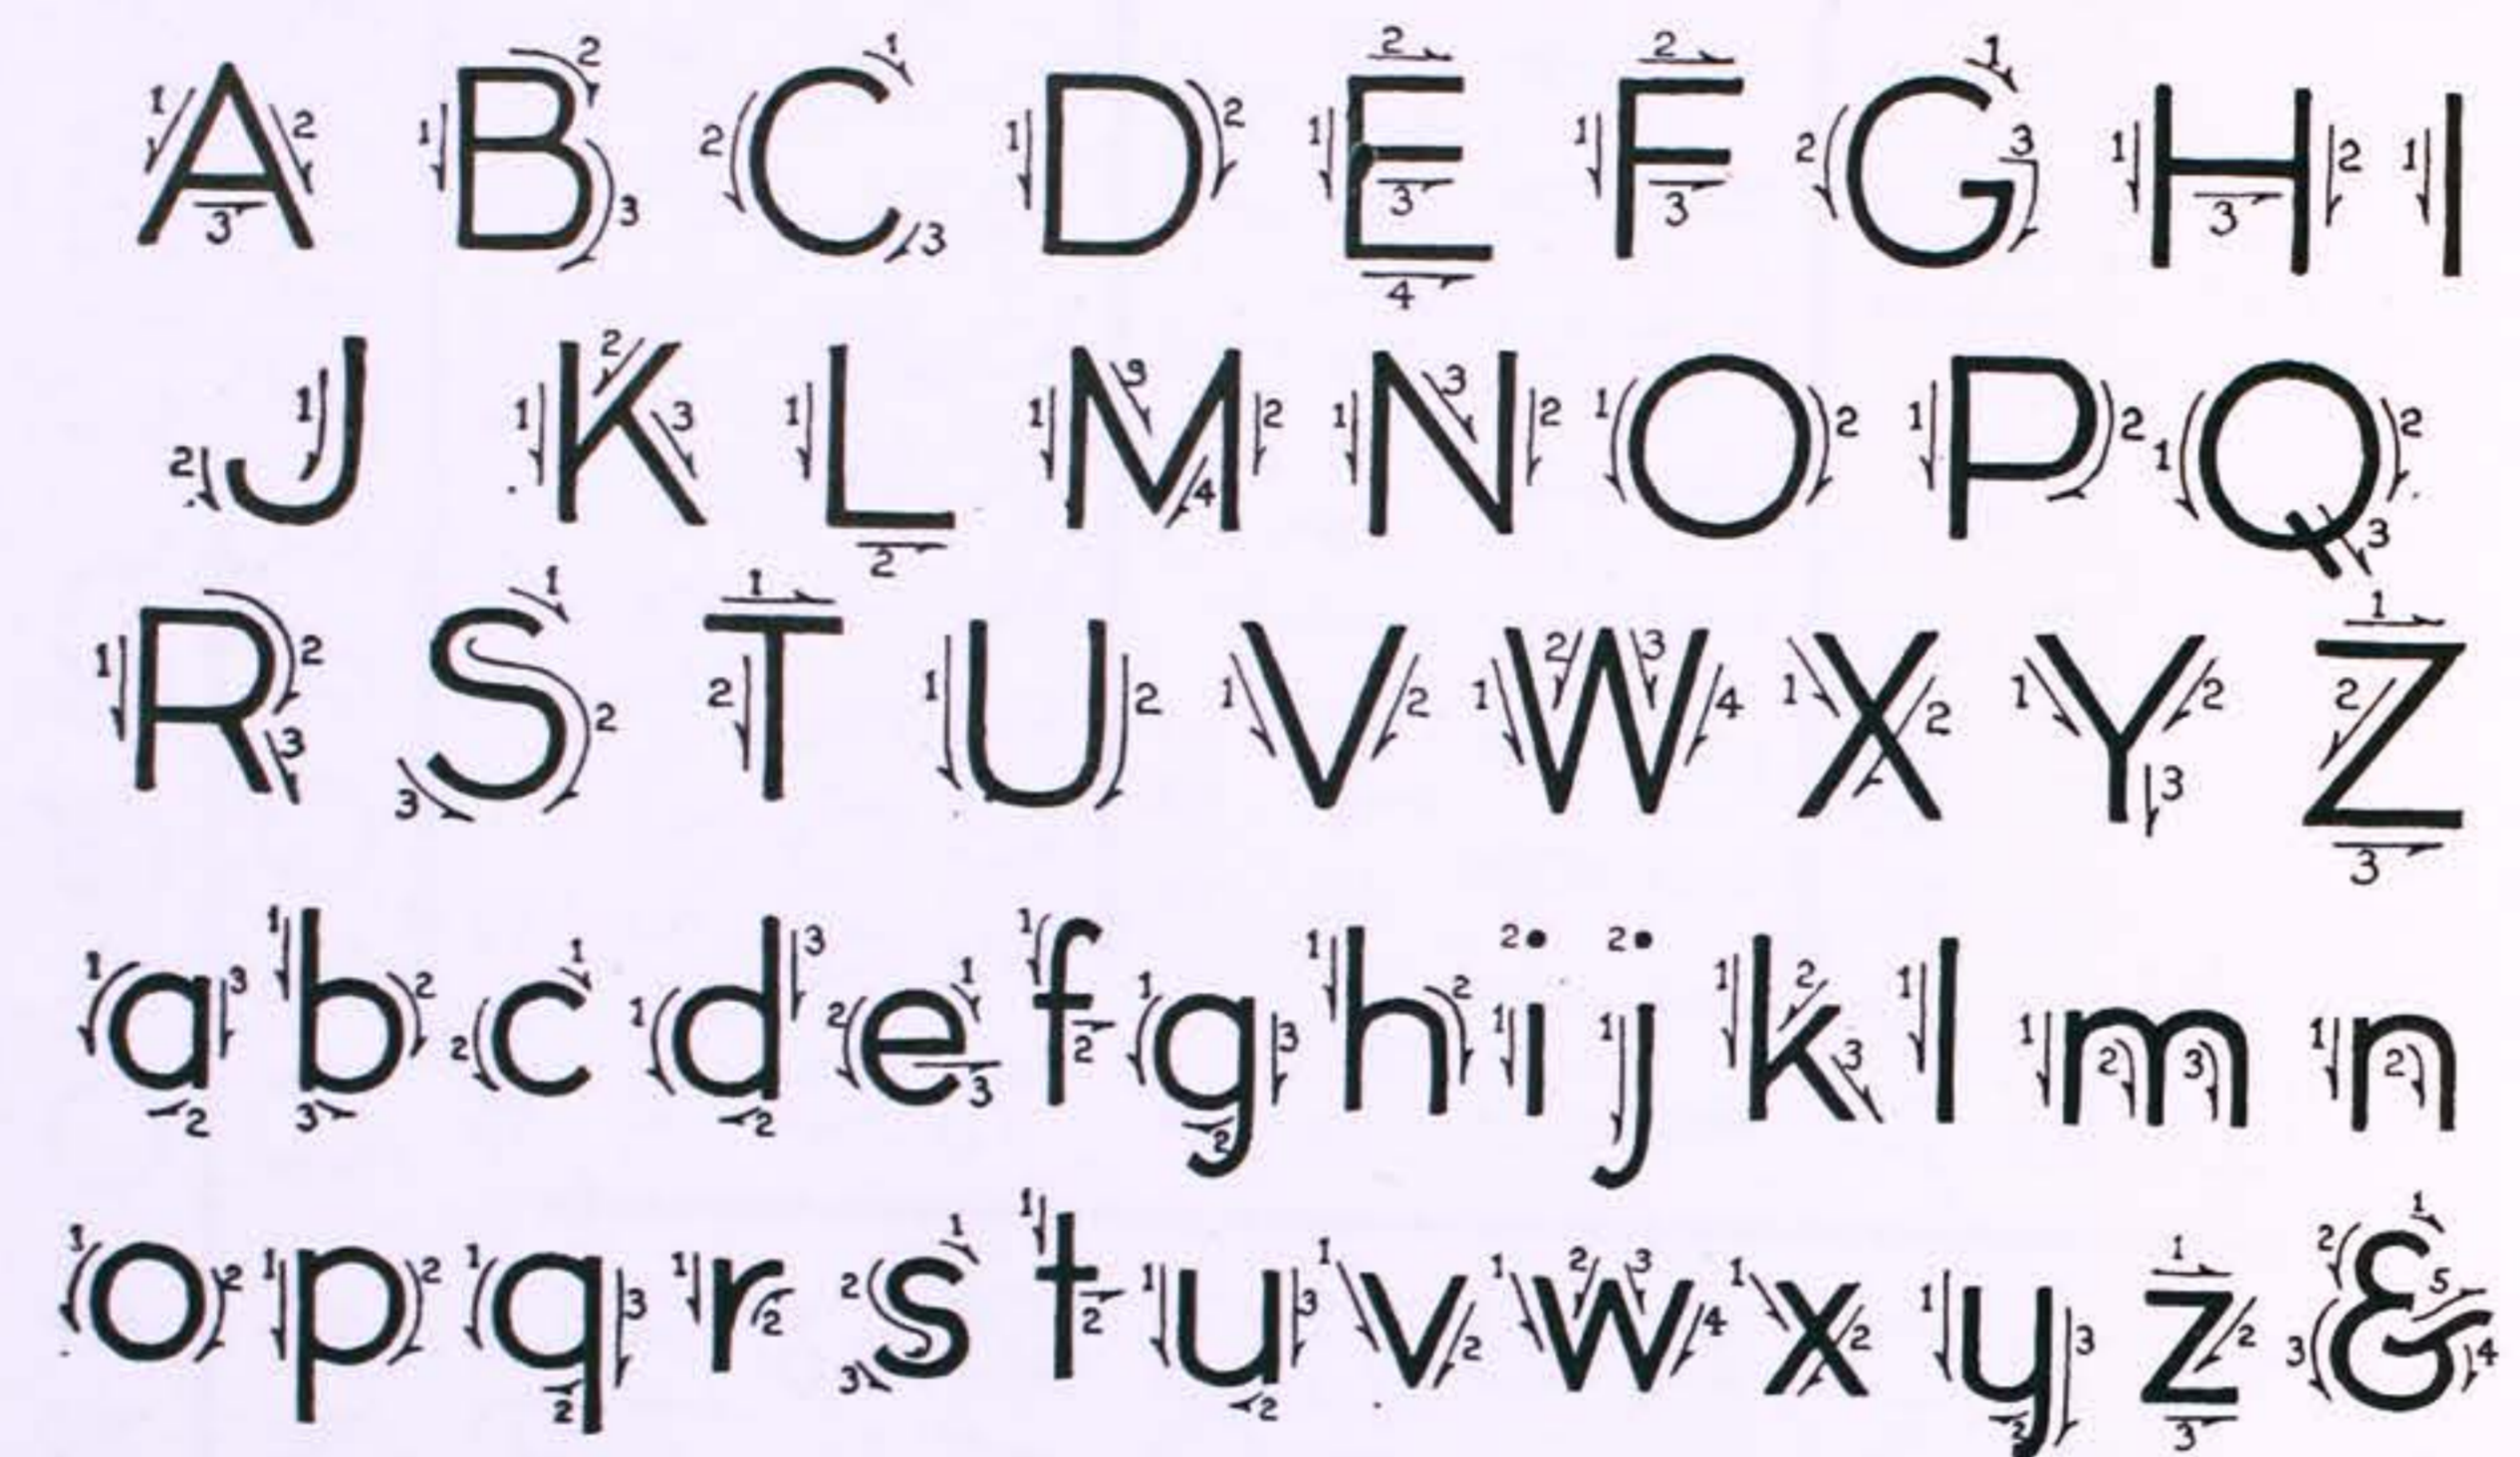 A B C D E F G H I
J K L M N O P Q
R S T U V W X Y Z
a b c d e f g h i j k l m n
o p q r s t u v w x y z &